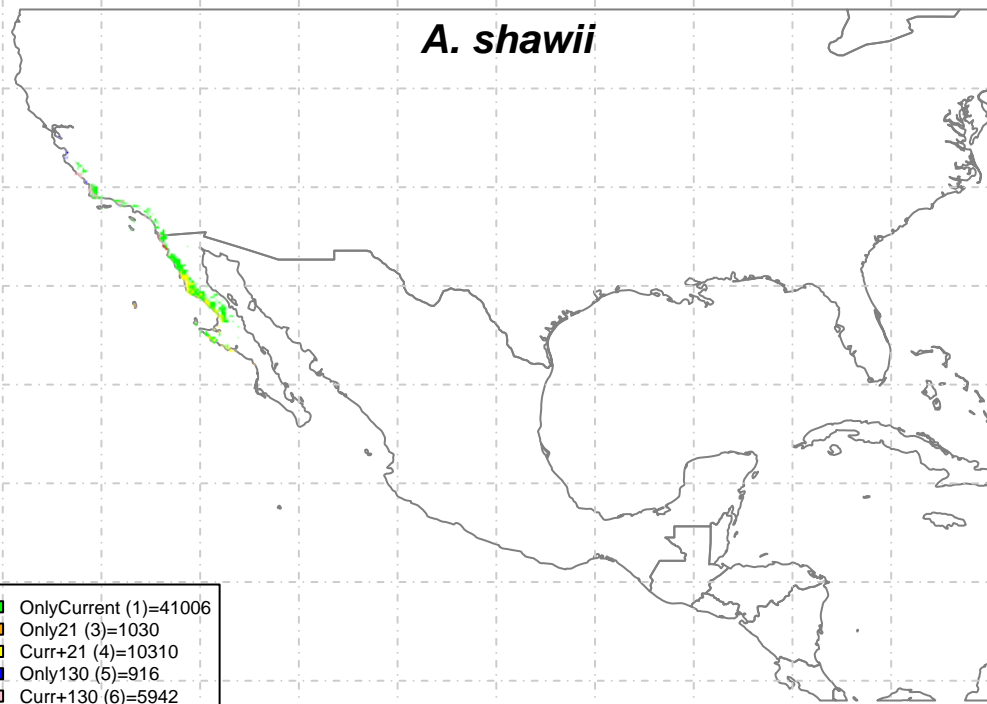 A. shawii
OnlyCurrent (1)=41006
Only21 (3)=1030
Curr+21 (4)=10310
Only130 (5)=916
Curr+130 (6)=5942